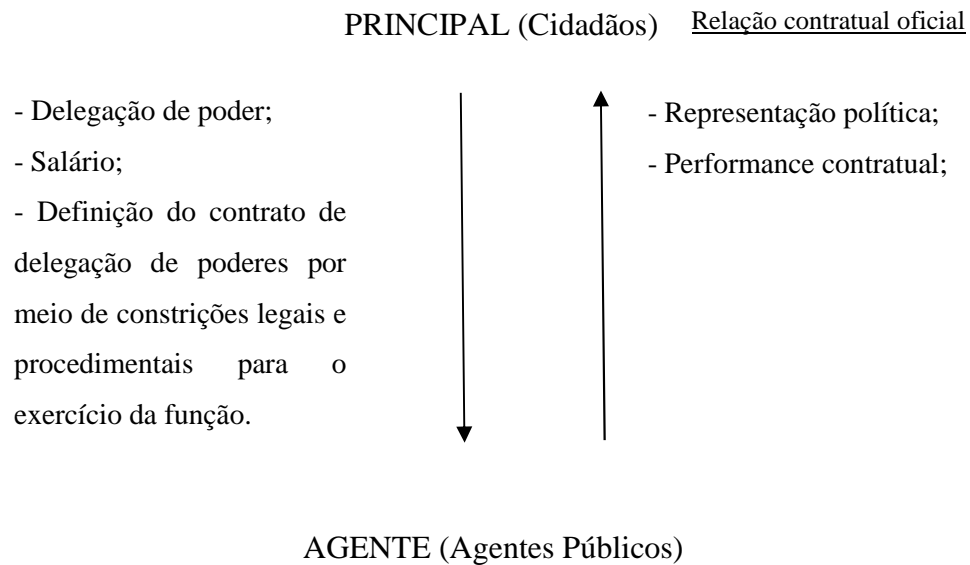 PRINCIPAL (Cidadãos) Relação contratual oficial
- Delegação de poder;
- Salário;
- Definição do contrato de
delegação de poderes por
meio de constrições legais e
procedimentais para o
exercício da função.
- Representação política;
- Performance contratual;
AGENTE (Agentes Públicos)